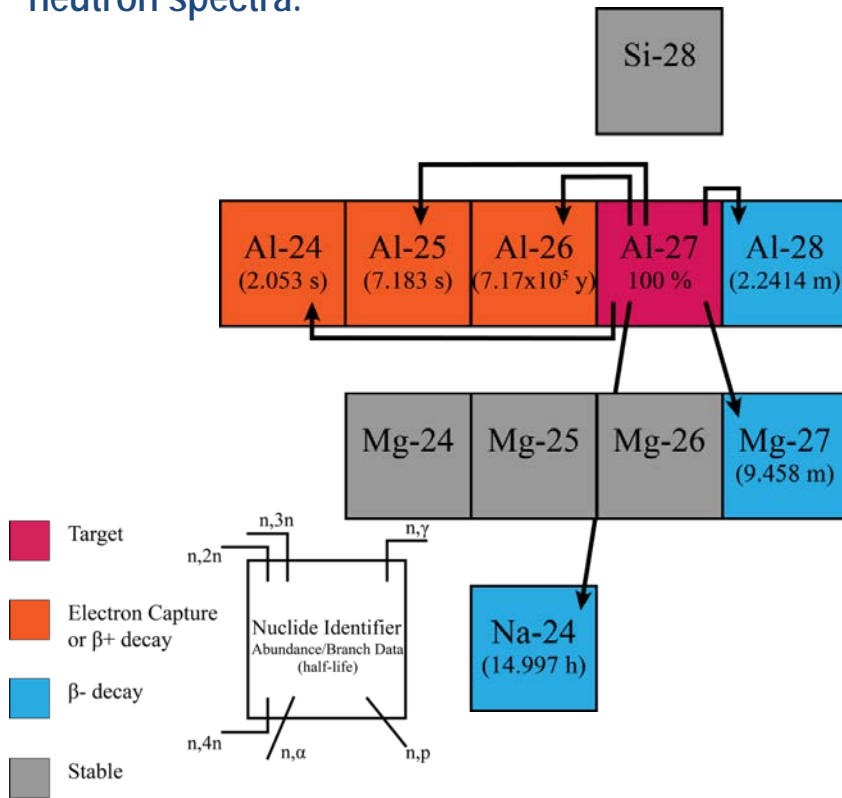 neutron spectra.
Si-28
Al-24
(2.053 s)
Al-25
(7.183 s)
Al-26
(7.17x10⁵ y)
Al-27
100 %
Al-28
(2.2414 m)
Mg-24
Mg-25
Mg-26
Mg-27
(9.458 m)
Na-24
(14.997 h)
Target
Electron Capture
or β+ decay
β- decay
Stable
n,3n
n,2n
n,γ
Nuclide Identifier
Abundance/Branch Data
(half-life)
n,4n
n,α
n,p